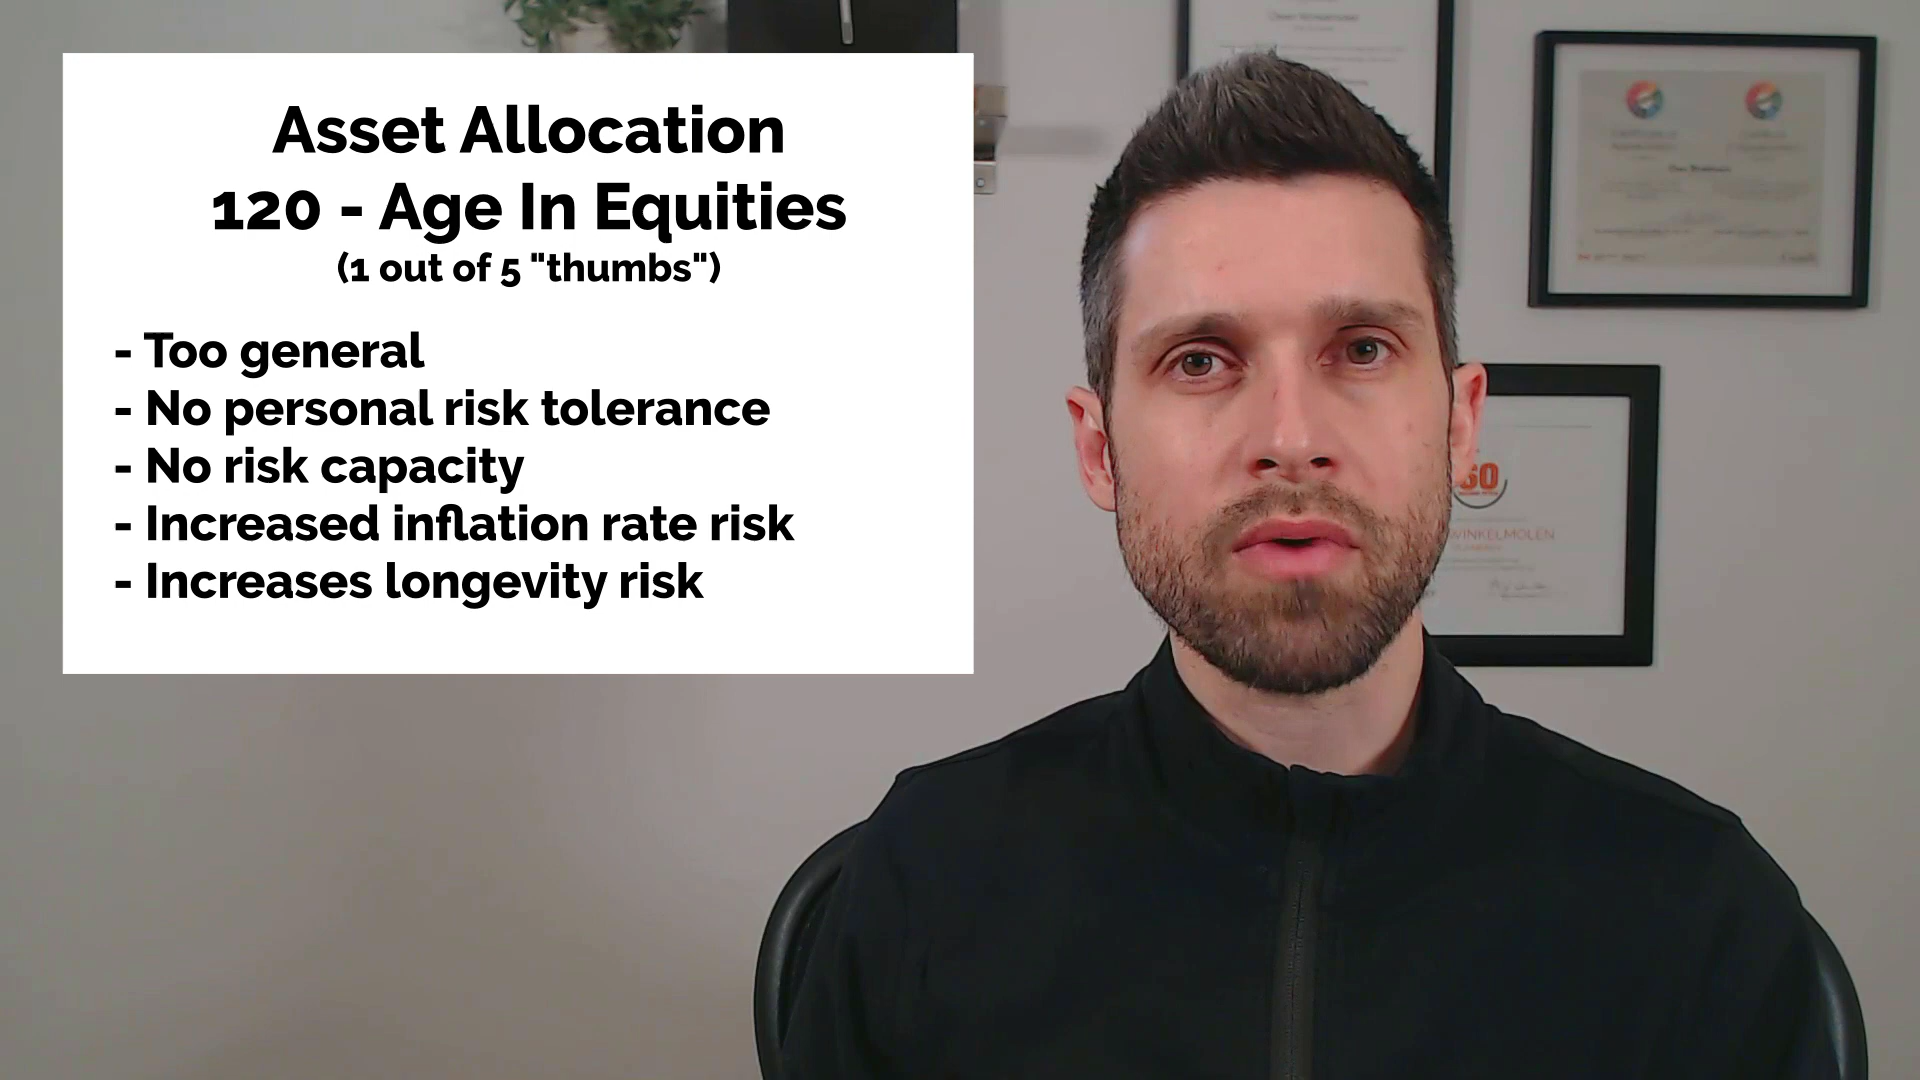 Asset Allocation
120 - Age In Equities
(1 out of 5 "thumbs")
- Too general
- No personal risk tolerance
- No risk capacity
- Increased inflation rate risk
- Increases longevity risk
WINKELMOLEN